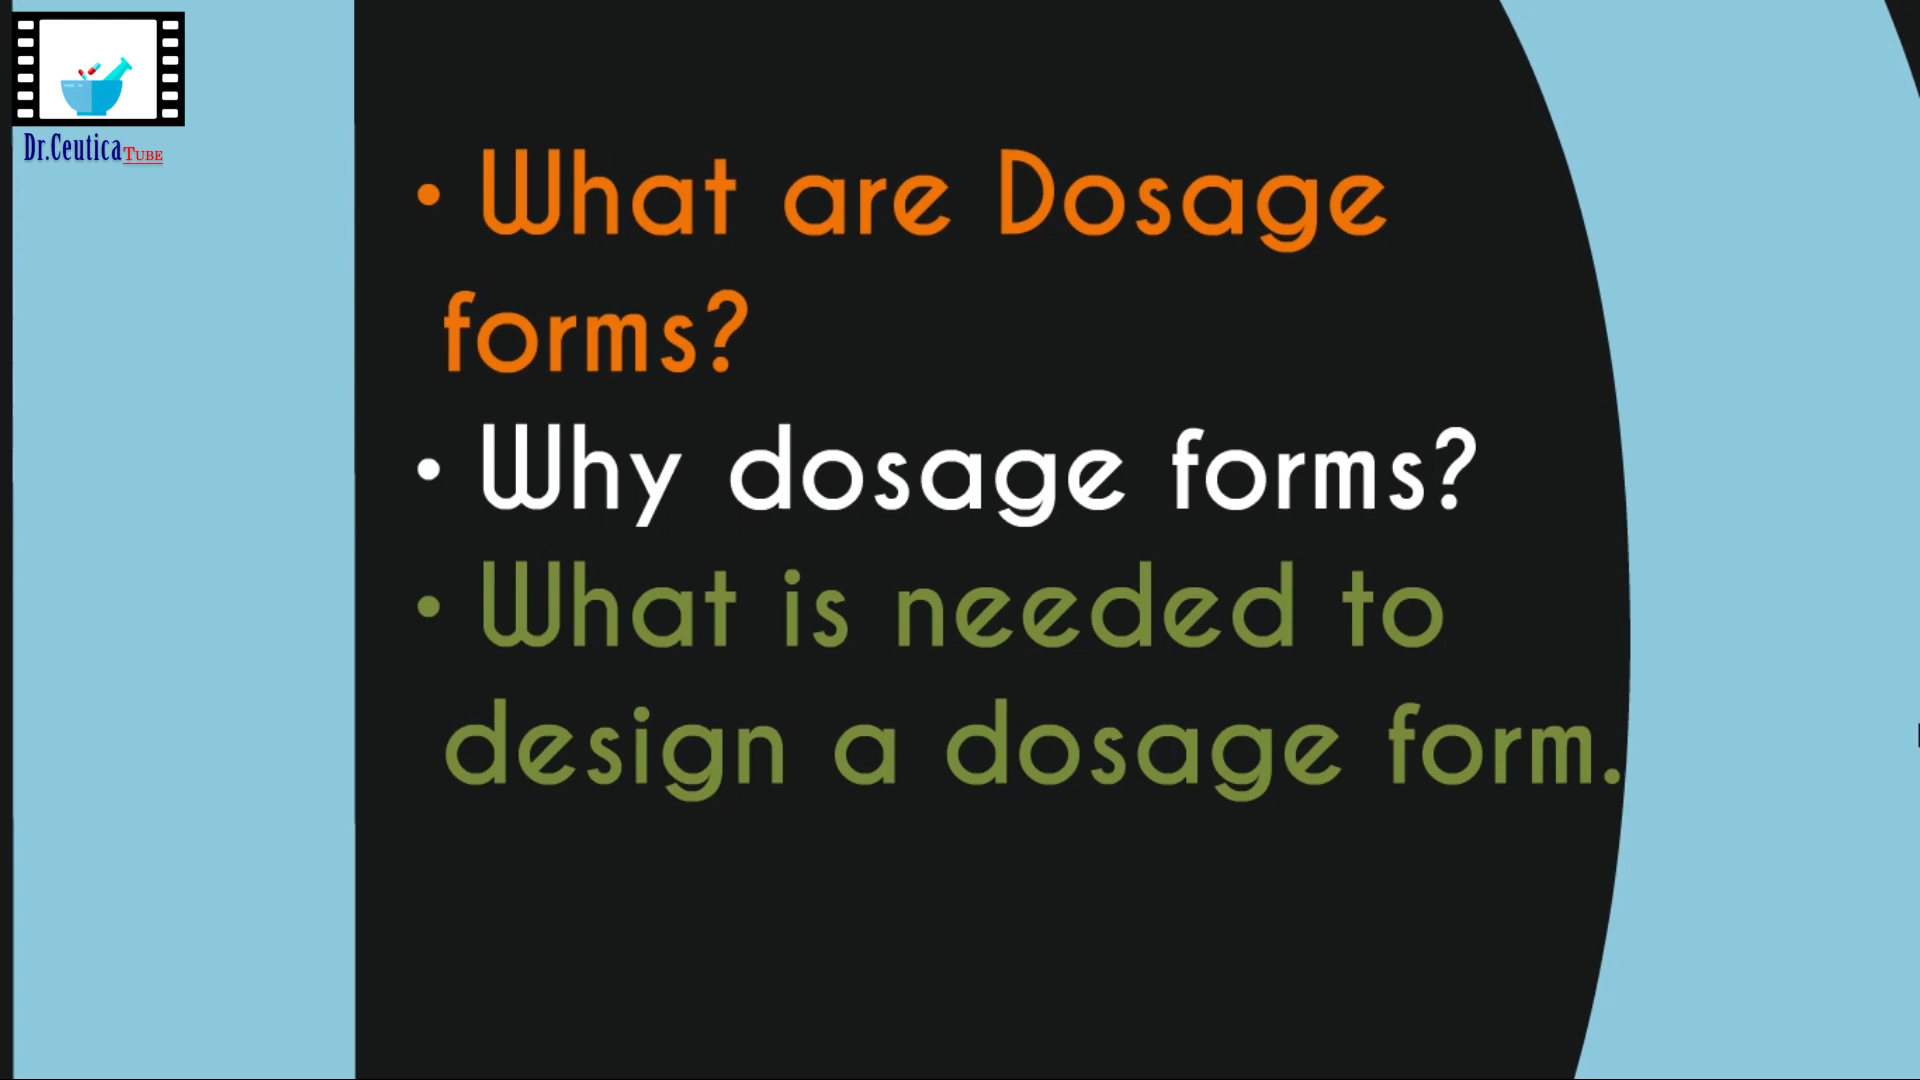 Dr.Ceutica TUBE
• What are Dosage
forms?
• Why dosage forms?
• What is needed to
design a dosage form.